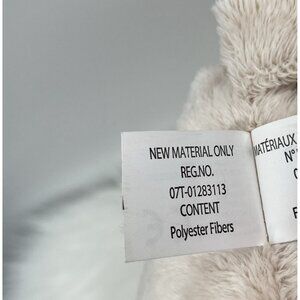 NEW MATERIAL ONLY
REG.NO.
07T-01283113
CONTENT
Polyester Fibers
MATÉRIAUX
N°